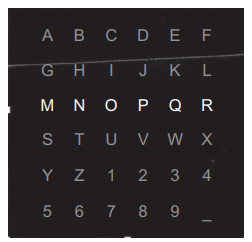 A B C D E F
G H I J K L
M N O P Q R
S T U V W X
Y Z 1 2 3 4
5 6 7 8 9 _